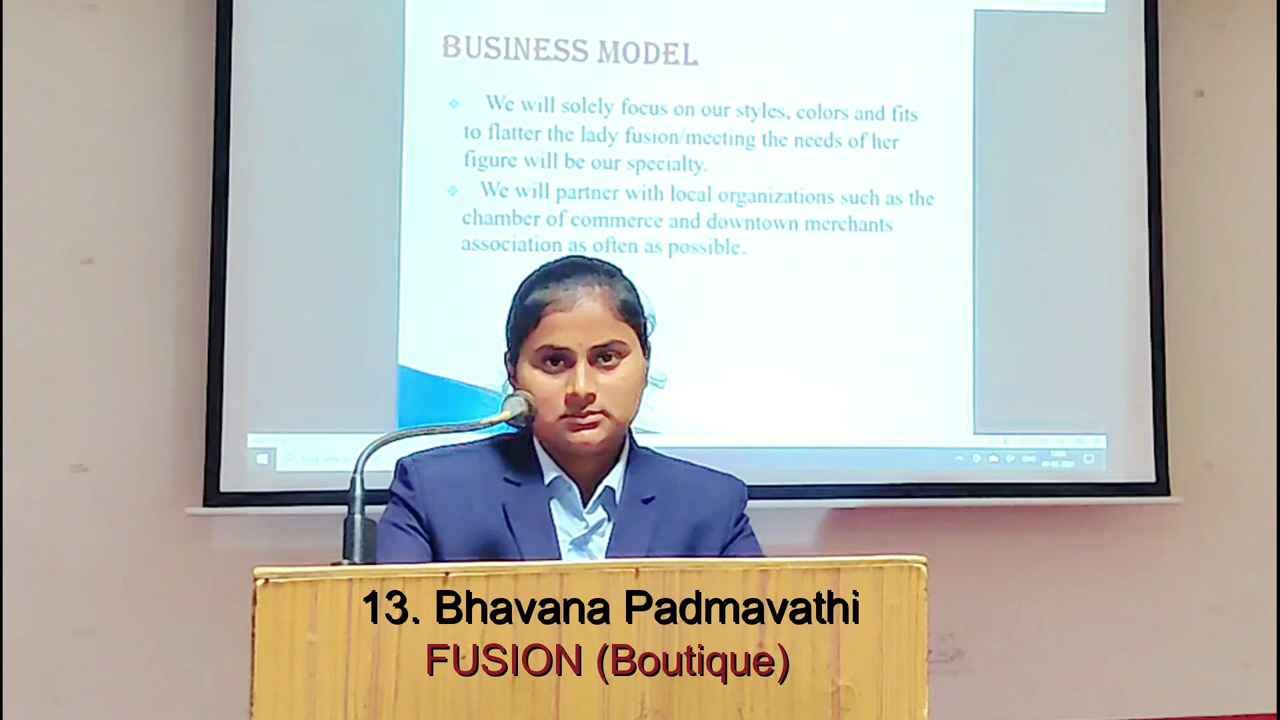 BUSINESS MODEL
We will solely focus on our styles, colors and fits
to flatter the lady fusion/meeting the needs of her
figure will be our specialty.
We will partner with local organizations such as the
chamber of commerce and downtown merchants
association as often as possible.
13. Bhavana Padmavathi
FUSION (Boutique)